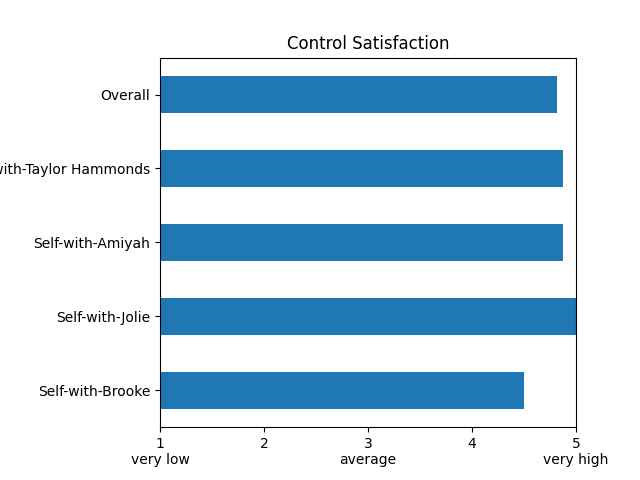 Control Satisfaction
Overall
with-Taylor Hammonds
Self-with-Amiyah
Self-with-Jolie
Self-with-Brooke
1 2 3 4 5
very low average very high